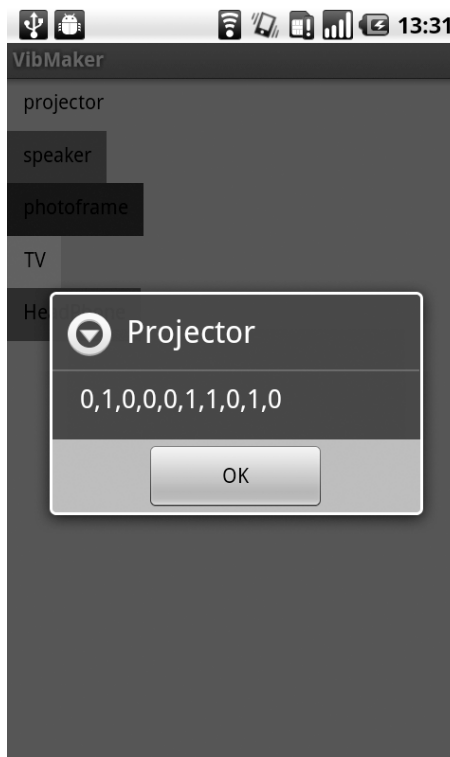 13:31
VibMaker
projector
speaker
photoframe
TV
Projector
0,1,0,0,0,1,1,0,1,0
OK